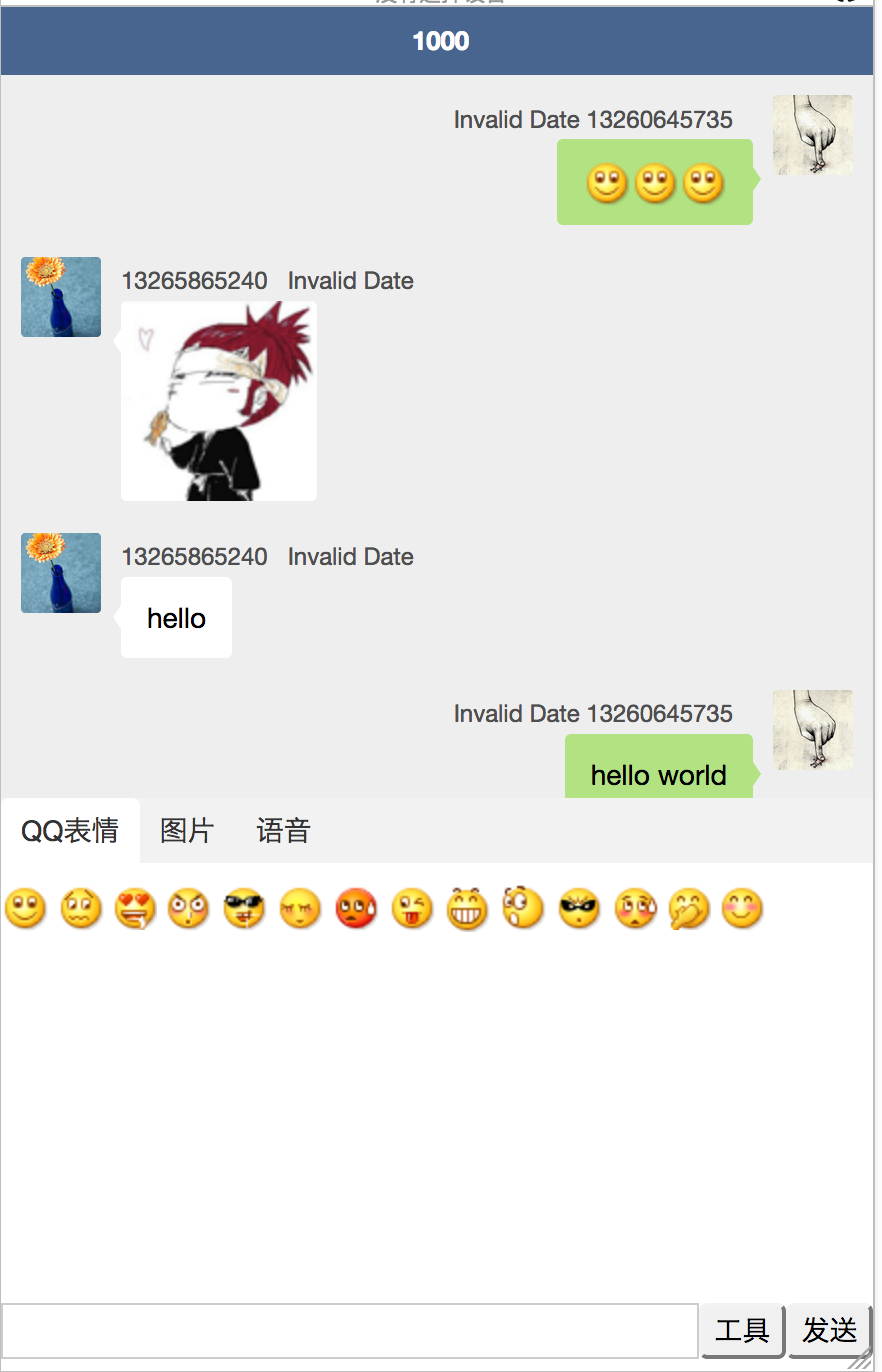 1000
Invalid Date 13260645735
13265865240 Invalid Date
13265865240 Invalid Date
hello
Invalid Date 13260645735
hello world
QQ表情 图片 语音
工具 发送